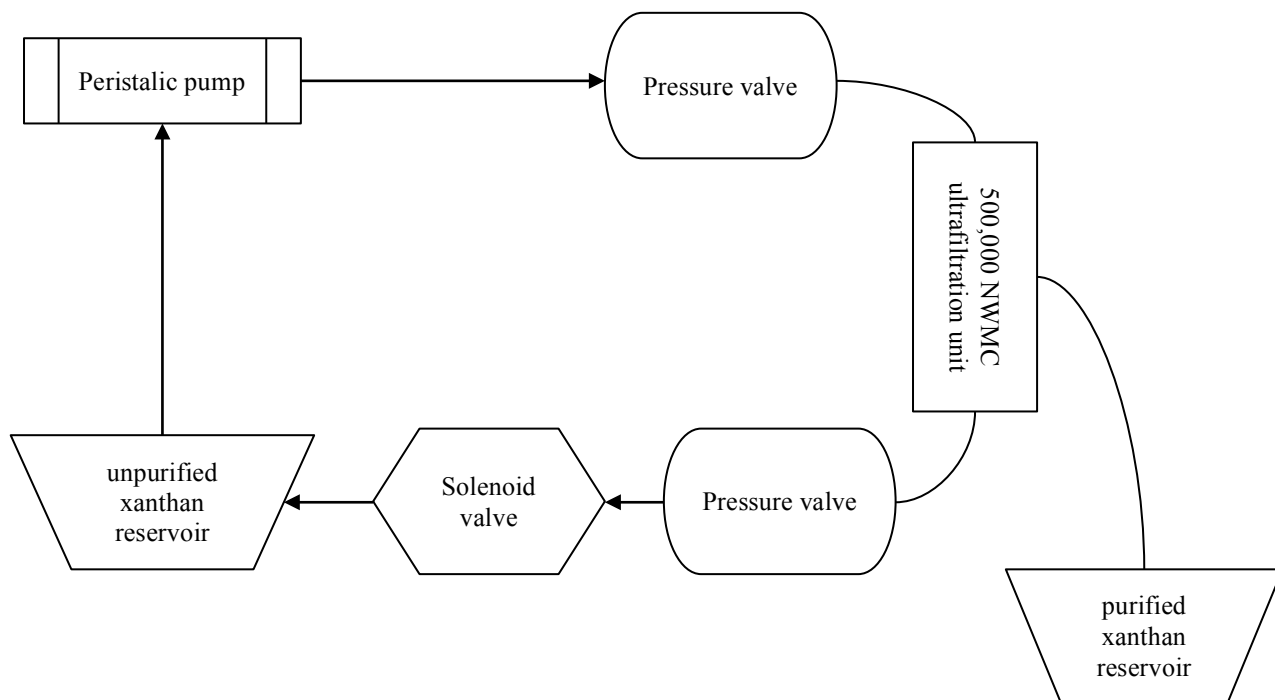 Peristalic pump
Pressure valve
500,000 NWMC
ultrafiltration unit
unpurified
xanthan
reservoir
Solenoid
valve
Pressure valve
purified
xanthan
reservoir